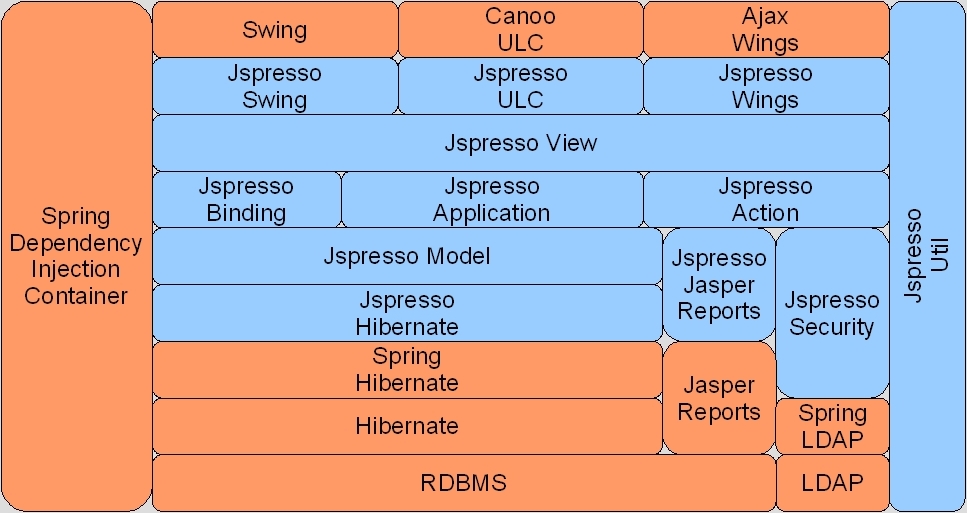 Swing
Canoo
ULC
Ajax
Wings
Jspresso
Swing
Jspresso
ULC
Jspresso
Wings
Jspresso View
Jspresso
Binding
Jspresso
Application
Jspresso
Action
Spring
Dependency
Injection
Container
Jspresso Model
Jspresso
Jasper
Reports
Jspresso
Security
Jspresso
Util
Jspresso
Hibernate
Spring
Hibernate
Jasper
Reports
Hibernate
Spring
LDAP
RDBMS
LDAP